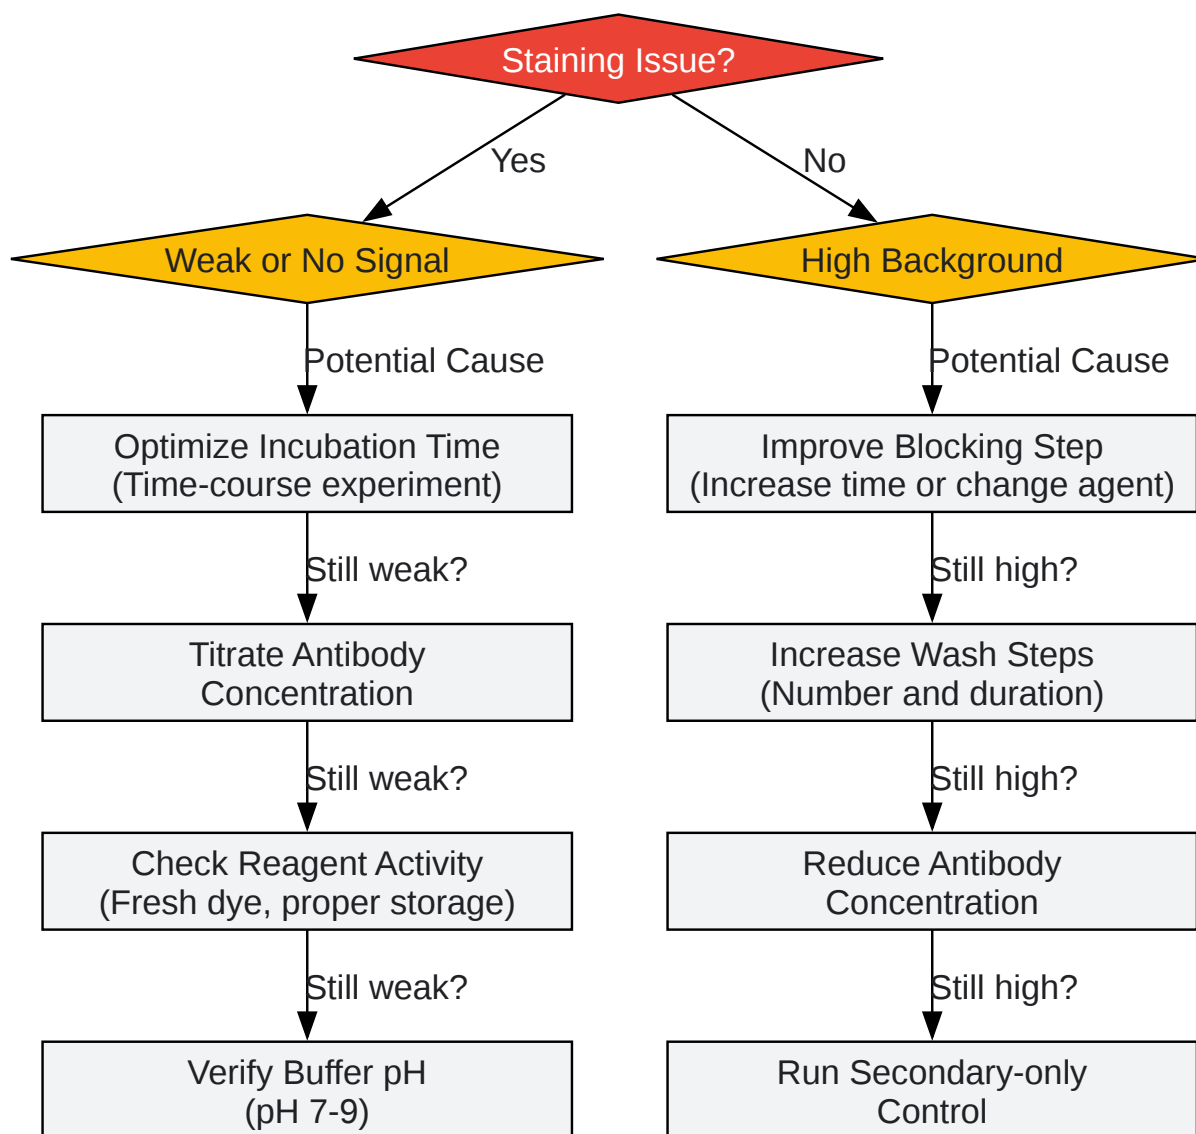 Staining Issue?
Yes
No
Weak or No Signal
High Background
Potential Cause
Potential Cause
Optimize Incubation Time
(Time-course experiment)
Improve Blocking Step
(Increase time or change agent)
Still weak?
Still high?
Titrate Antibody
Concentration
Increase Wash Steps
(Number and duration)
Still weak?
Still high?
Check Reagent Activity
(Fresh dye, proper storage)
Reduce Antibody
Concentration
Still weak?
Still high?
Verify Buffer pH
(pH 7-9)
Run Secondary-only
Control